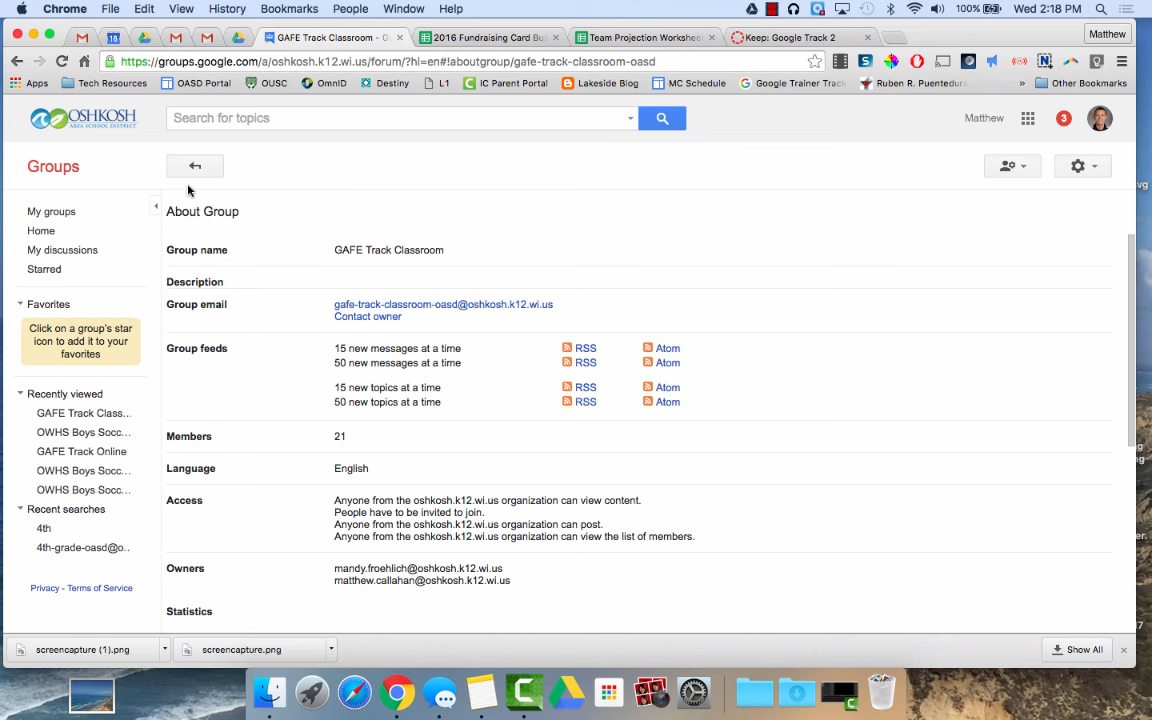 Chrome File Edit View History Bookmarks People Window Help 100% Wed 2:18 PM
18 GAFE Track Classroom - G 2016 Fundraising Card Bu Team Projection Workshee Keep: Google Track 2 Matthew
https://groups.google.com/a/oshkosh.k12.wi.us/forum/?hl=en#!aboutgroup/gafe-track-classroom-oasd
Apps Tech Resources OASD Portal OUSC OmniD Destiny L1 IC Parent Portal Lakeside Blog MC Schedule Google Trainer Track Ruben R. Puentedura » Other Bookmarks
OSHKOSH
AREA SCHOOL DISTRICT
Search for topics
Matthew 3
Groups
My groups
Home
My discussions
Starred
Favorites
Click on a group's star
icon to add it to your
favorites
Recently viewed
GAFE Track Class...
OWHS Boys Socc...
GAFE Track Online
OWHS Boys Socc...
OWHS Boys Socc...
Recent searches
4th
4th-grade-oasd@o..
Privacy - Terms of Service
About Group
Group name GAFE Track Classroom
Description
Group email gafe-track-classroom-oasd@oshkosh.k12.wi.us
Contact owner
Group feeds 15 new messages at a time RSS Atom
50 new messages at a time RSS Atom
15 new topics at a time RSS Atom
50 new topics at a time RSS Atom
Members 21
Language English
Access Anyone from the oshkosh.k12.wi.us organization can view content.
People have to be invited to join.
Anyone from the oshkosh.k12.wi.us organization can post.
Anyone from the oshkosh.k12.wi.us organization can view the list of members.
Owners mandy.froehlich@oshkosh.k12.wi.us
matthew.callahan@oshkosh.k12.wi.us
Statistics
screencapture (1).png screencapture.png Show All